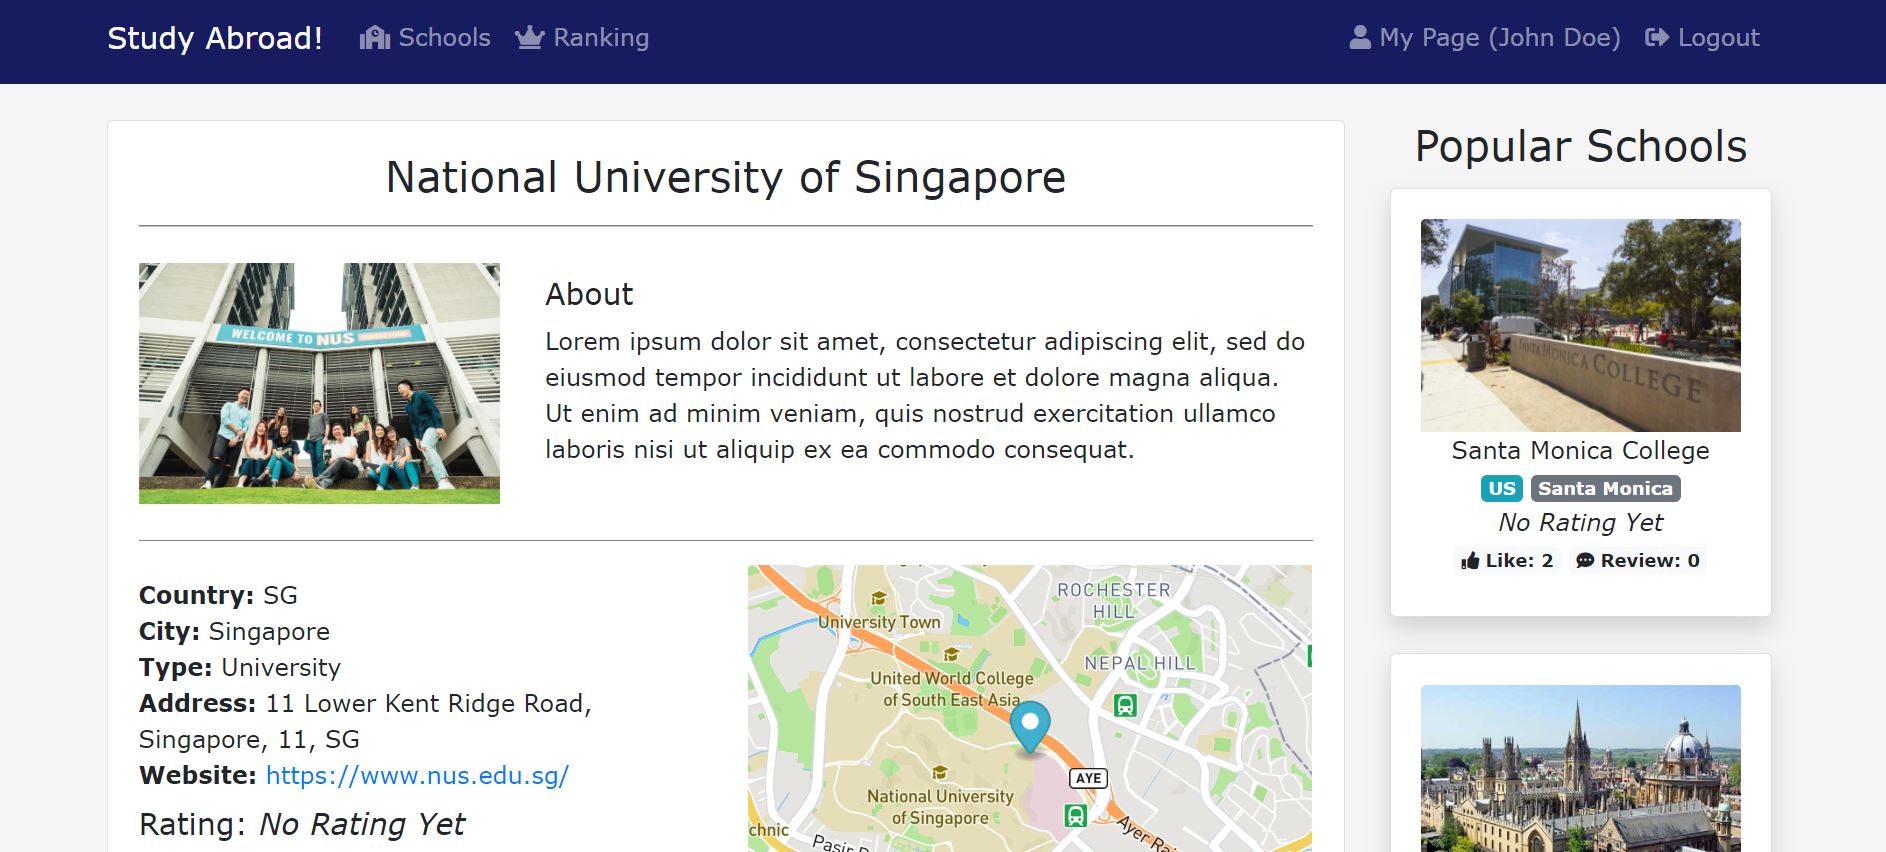 Study Abroad! Schools Ranking My Page (John Doe) Logout
National University of Singapore
WELCOME TO NUS
About
Lorem ipsum dolor sit amet, consectetur adipiscing elit, sed do
eiusmod tempor incididunt ut labore et dolore magna aliqua.
Ut enim ad minim veniam, quis nostrud exercitation ullamco
laboris nisi ut aliquip ex ea commodo consequat.
Country: SG
City: Singapore
Type: University
Address: 11 Lower Kent Ridge Road,
Singapore, 11, SG
Website: https://www.nus.edu.sg/
Rating: No Rating Yet
ROCHESTER
HILL
University Town
NEPAL HILL
United World College
of South East Asia
AYE
National University
of Singapore
chnic
Pasir
Ayer Ra
Popular Schools
SANTA MONICA COLLEGE
Santa Monica College
US Santa Monica
No Rating Yet
Like: 2 Review: 0